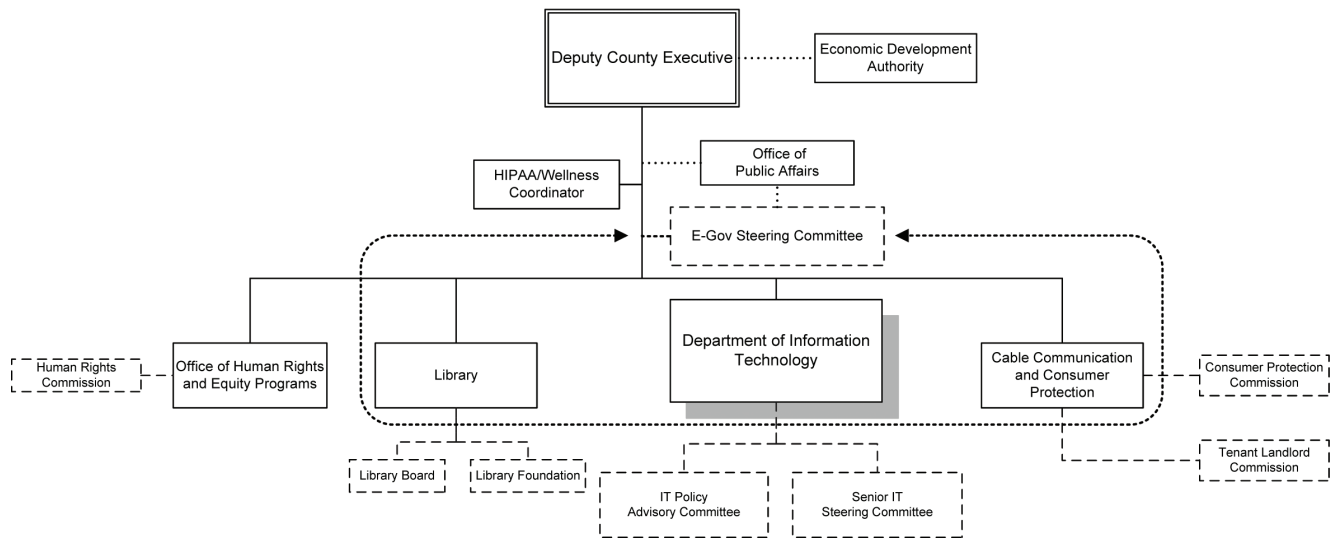 Deputy County Executive
Economic Development
Authority
Office of
Public Affairs
HIPAA/Wellness
Coordinator
E-Gov Steering Committee
Human Rights
Commission
Office of Human Rights
and Equity Programs
Library
Department of Information
Technology
Cable Communication
and Consumer
Protection
Consumer Protection
Commission
Library Board
Library Foundation
IT Policy
Advisory Committee
Senior IT
Steering Committee
Tenant Landlord
Commission